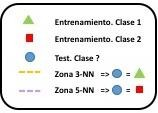 Entrenamiento. Clase 1
Entrenamiento. Clase 2
Test. Clase ?
Zona 3-NN => =
Zona 5-NN => =